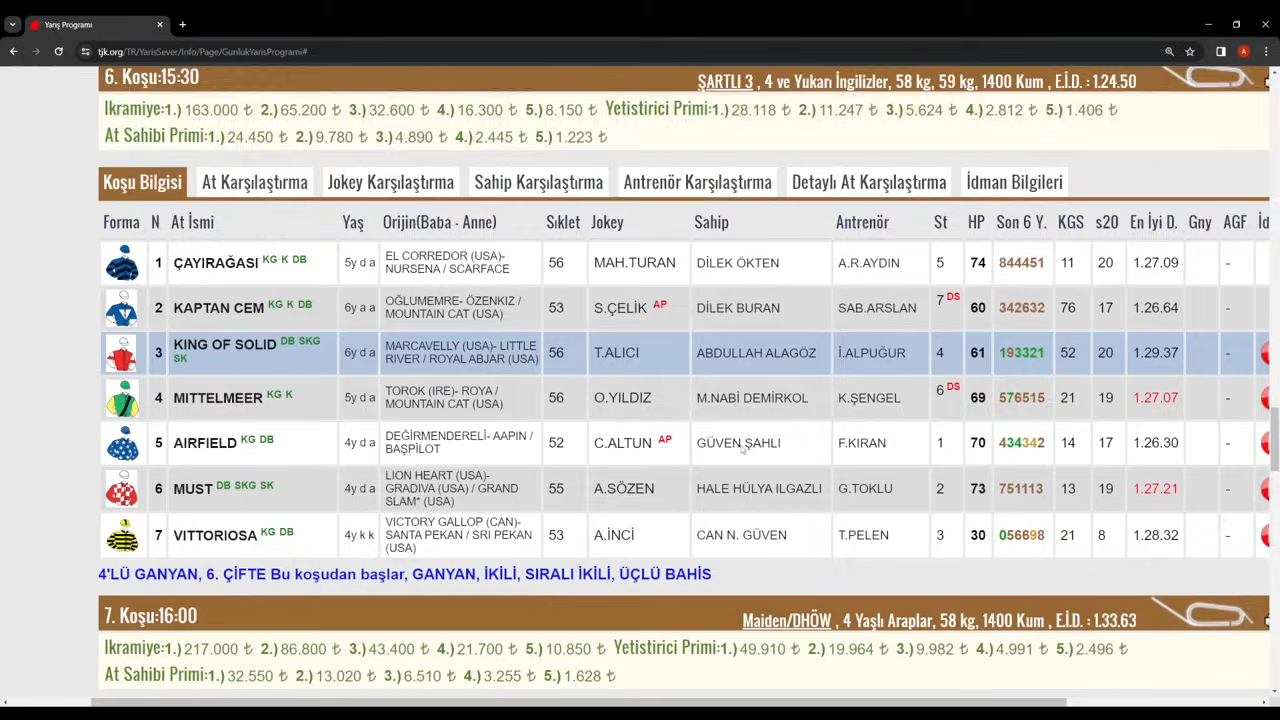 Yarış Programı
tjk.org/TR/YarisSever/Info/Page/GunlukYarisProgrami#
A
6. Koşu:15:30
ŞARTLI 3 , 4 ve Yukarı İngilizler, 58 kg, 59 kg, 1400 Kum , E.İ.D. : 1.24.50
Ikramiye:1.) 163.000 ₺ 2.) 65.200 ₺ 3.) 32.600 ₺ 4.) 16.300 ₺ 5.) 8.150 ₺ Yetistirici Primi:1.) 28.118 ₺ 2.) 11.247 ₺ 3.) 5.624 ₺ 4.) 2.812 ₺ 5.) 1.406 ₺
At Sahibi Primi:1.) 24.450 ₺ 2.) 9.780 ₺ 3.) 4.890 ₺ 4.) 2.445 ₺ 5.) 1.223 ₺
Koşu Bilgisi At Karşılaştırma Jokey Karşılaştırma Sahip Karşılaştırma Antrenör Karşılaştırma Detaylı At Karşılaştırma İdman Bilgileri
Forma N At İsmi Yaş Orijin(Baba - Anne) Sıklet Jokey Sahip Antrenör St HP Son 6 Y. KGS s20 En İyi D. Gny AGF İd
1 ÇAYIRAĞASI KG K DB 5y d a EL CORREDOR (USA)- NURSENA / SCARFACE 56 MAH.TURAN DİLEK ÖKTEN A.R.AYDIN 5 74 844451 11 20 1.27.09 -
2 KAPTAN CEM KG K DB 6y a a OĞLUMEMRE- ÖZENKIZ / MOUNTAIN CAT (USA) 53 S.ÇELİK AP DİLEK BURAN SAB.ARSLAN 7 DS 60 342632 76 17 1.26.64 -
3 KING OF SOLID DB SKG SK 6y d a MARCAVELLY (USA)- LITTLE RIVER / ROYAL ABJAR (USA) 56 T.ALICI ABDULLAH ALAGÖZ İ.ALPUĞUR 4 61 193321 52 20 1.29.37 -
4 MITTELMEER KG K 5y d a TOROK (IRE)- ROYA / MOUNTAIN CAT (USA) 56 O.YILDIZ M.NABİ DEMİRKOL K.ŞENGEL 6 DS 69 576515 21 19 1.27.07 -
5 AIRFIELD KG DB 4y d a DEĞİRMENDERELİ- AAPIN / BAŞPİLOT 52 C.ALTUN AP GÜVEN ŞAHLI F.KIRAN 1 70 434342 14 17 1.26.30 -
6 MUST DB SKG SK 4y d a LION HEART (USA)- GRADIVA (USA) / GRAND SLAM* (USA) 55 A.SÖZEN HALE HÜLYA ILGAZLI G.TOKLU 2 73 751113 13 19 1.27.21 -
7 VITTORIOSA KG DB 4y k k VICTORY GALLOP (CAN)- SANTA PEKAN / SRI PEKAN (USA) 53 A.İNCİ CAN N. GÜVEN T.PELEN 3 30 056698 21 8 1.28.32 -
4'LÜ GANYAN, 6. ÇİFTE Bu koşudan başlar, GANYAN, İKİLİ, SIRALI İKİLİ, ÜÇLÜ BAHİS
7. Koşu:16:00
Maiden/DHÖW , 4 Yaşlı Araplar, 58 kg, 1400 Kum , E.İ.D. : 1.33.63
Ikramiye:1.) 217.000 ₺ 2.) 86.800 ₺ 3.) 43.400 ₺ 4.) 21.700 ₺ 5.) 10.850 ₺ Yetistirici Primi:1.) 49.910 ₺ 2.) 19.964 ₺ 3.) 9.982 ₺ 4.) 4.991 ₺ 5.) 2.496 ₺
At Sahibi Primi:1.) 32.550 ₺ 2.) 13.020 ₺ 3.) 6.510 ₺ 4.) 3.255 ₺ 5.) 1.628 ₺